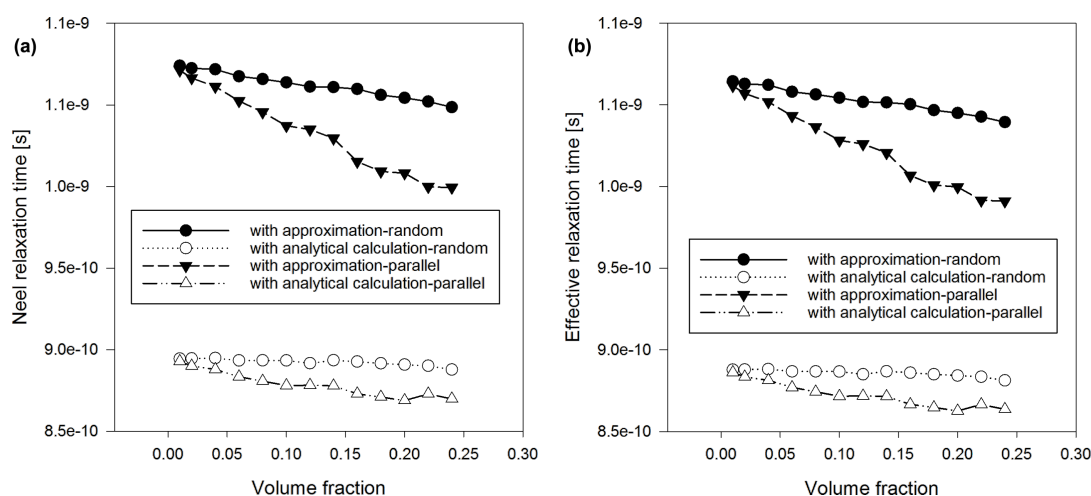 (a)
Neel relaxation time [s]
1.1e-9
1.1e-9
1.0e-9
9.5e-10
9.0e-10
8.5e-10
with approximation-random
with analytical calculation-random
with approximation-parallel
with analytical calculation-parallel
0.00 0.05 0.10 0.15 0.20 0.25 0.30
Volume fraction
(b)
Effective relaxation time [s]
1.1e-9
1.1e-9
1.0e-9
9.5e-10
9.0e-10
8.5e-10
with approximation-random
with analytical calculation-random
with approximation-parallel
with analytical calculation-parallel
0.00 0.05 0.10 0.15 0.20 0.25 0.30
Volume fraction